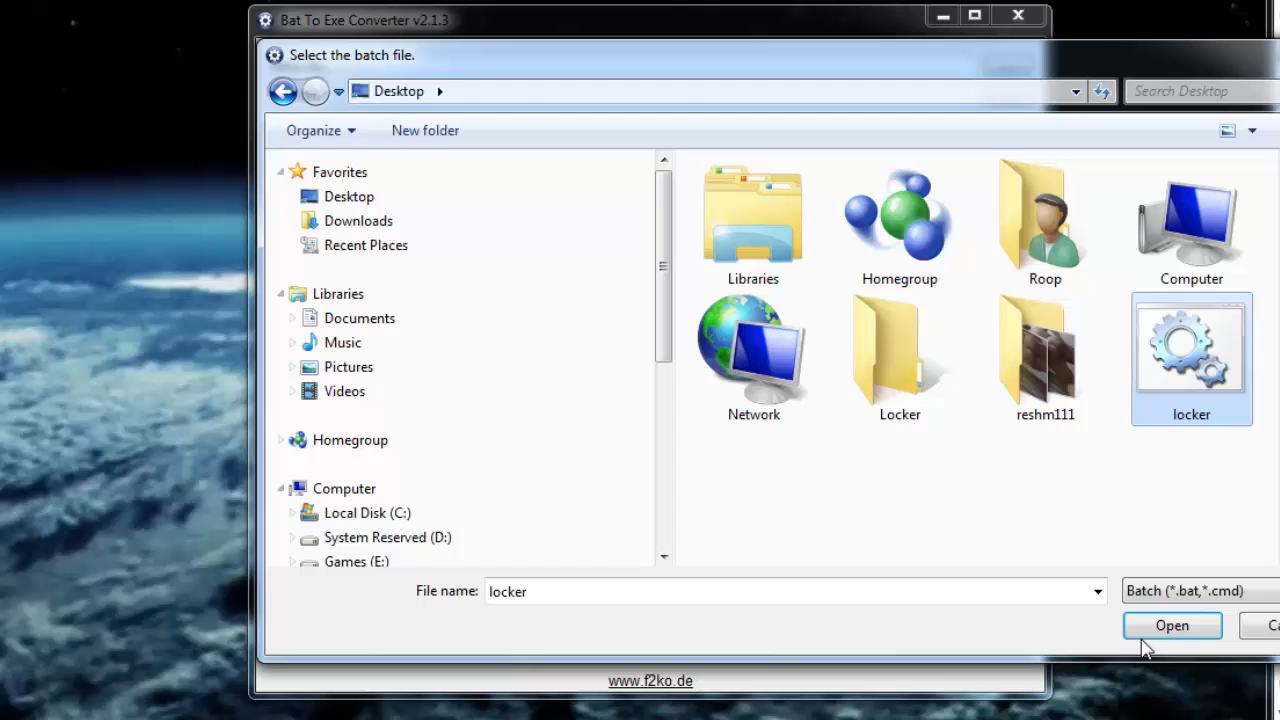 Bat To Exe Converter v2.1.3
Select the batch file.
Desktop
Search Desktop
Organize
New folder
Favorites
Desktop
Downloads
Recent Places
Libraries
Documents
Music
Pictures
Videos
Homegroup
Computer
Local Disk (C:)
System Reserved (D:)
Games (E:)
Libraries
Homegroup
Roop
Computer
Network
Locker
reshm111
locker
File name:
locker
Batch (*.bat,*.cmd)
Open
Ca
www.f2ko.de